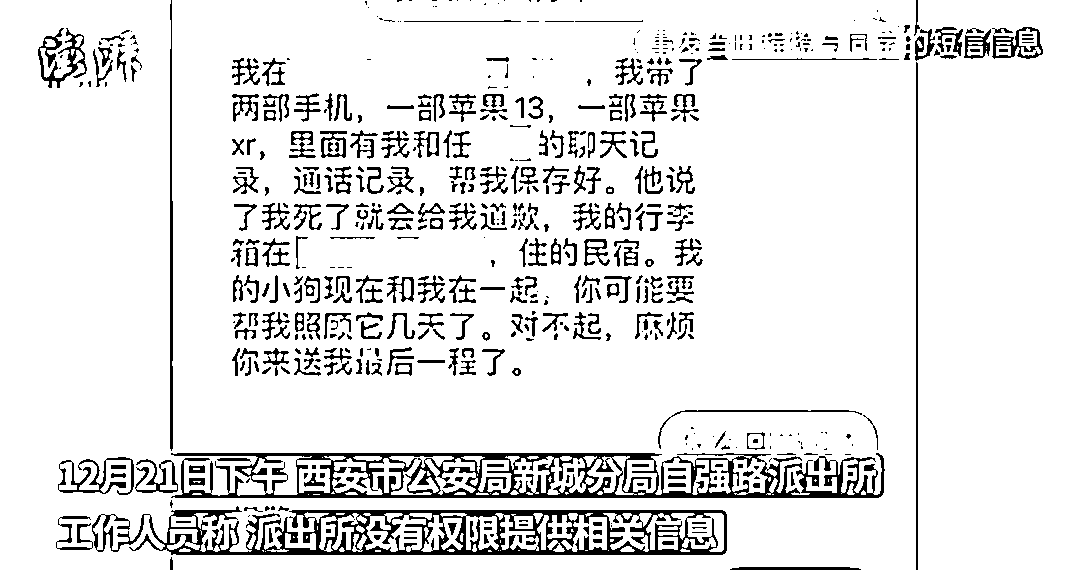 澎湃
的短信信息
我在，我带了
两部手机，一部苹果13，一部苹果
xr，里面有我和任的聊天记
录，通话记录，帮我保存好。他说
了我死了就会给我道歉，我的行李
箱在，住的民宿。我
的小狗现在和我在一起，你可能要
帮我照顾它几天了。对不起，麻烦
你来送我最后一程了。
12月21日下午 西安市公安局新城分局自强路派出所
工作人员称 派出所没有权限提供相关信息